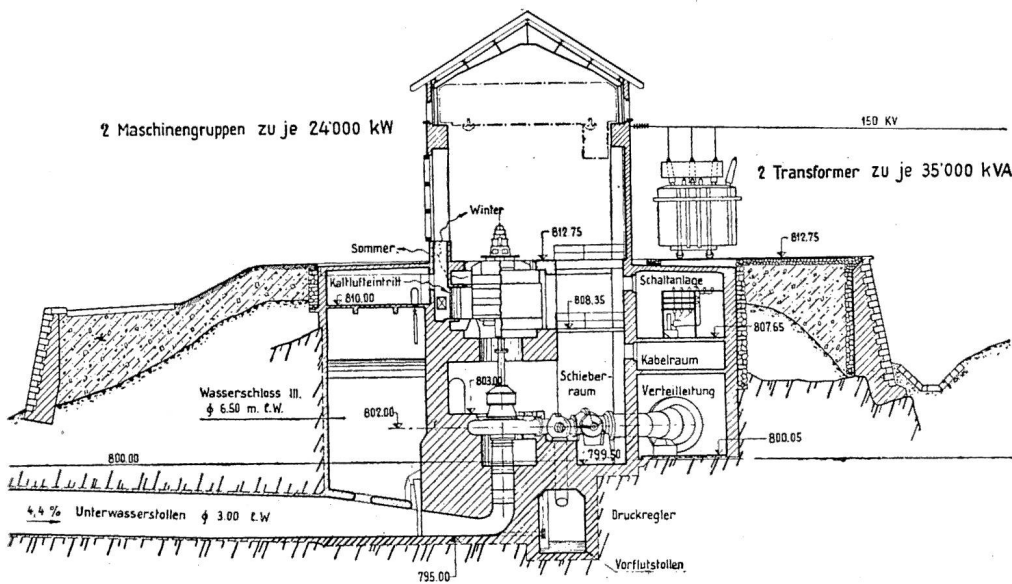 2 Maschinengruppen zu je 24'000 kW
150 KV
2 Transformer zu je 35'000 kVA
Winter
Sommer
812.75
812.75
Kaltlufteintritt
810.00
808.35
Schaltanlage
807.65
Kabelraum
803.00
Schieber-
raum
Verteilleitung
Wasserschloss III.
ϕ 6.50 m. l.W.
802.00
799.50
800.05
800.00
4,4 % Unterwasserstollen ϕ 3.00 l.W
Druckregler
Vorflutstollen
795.00